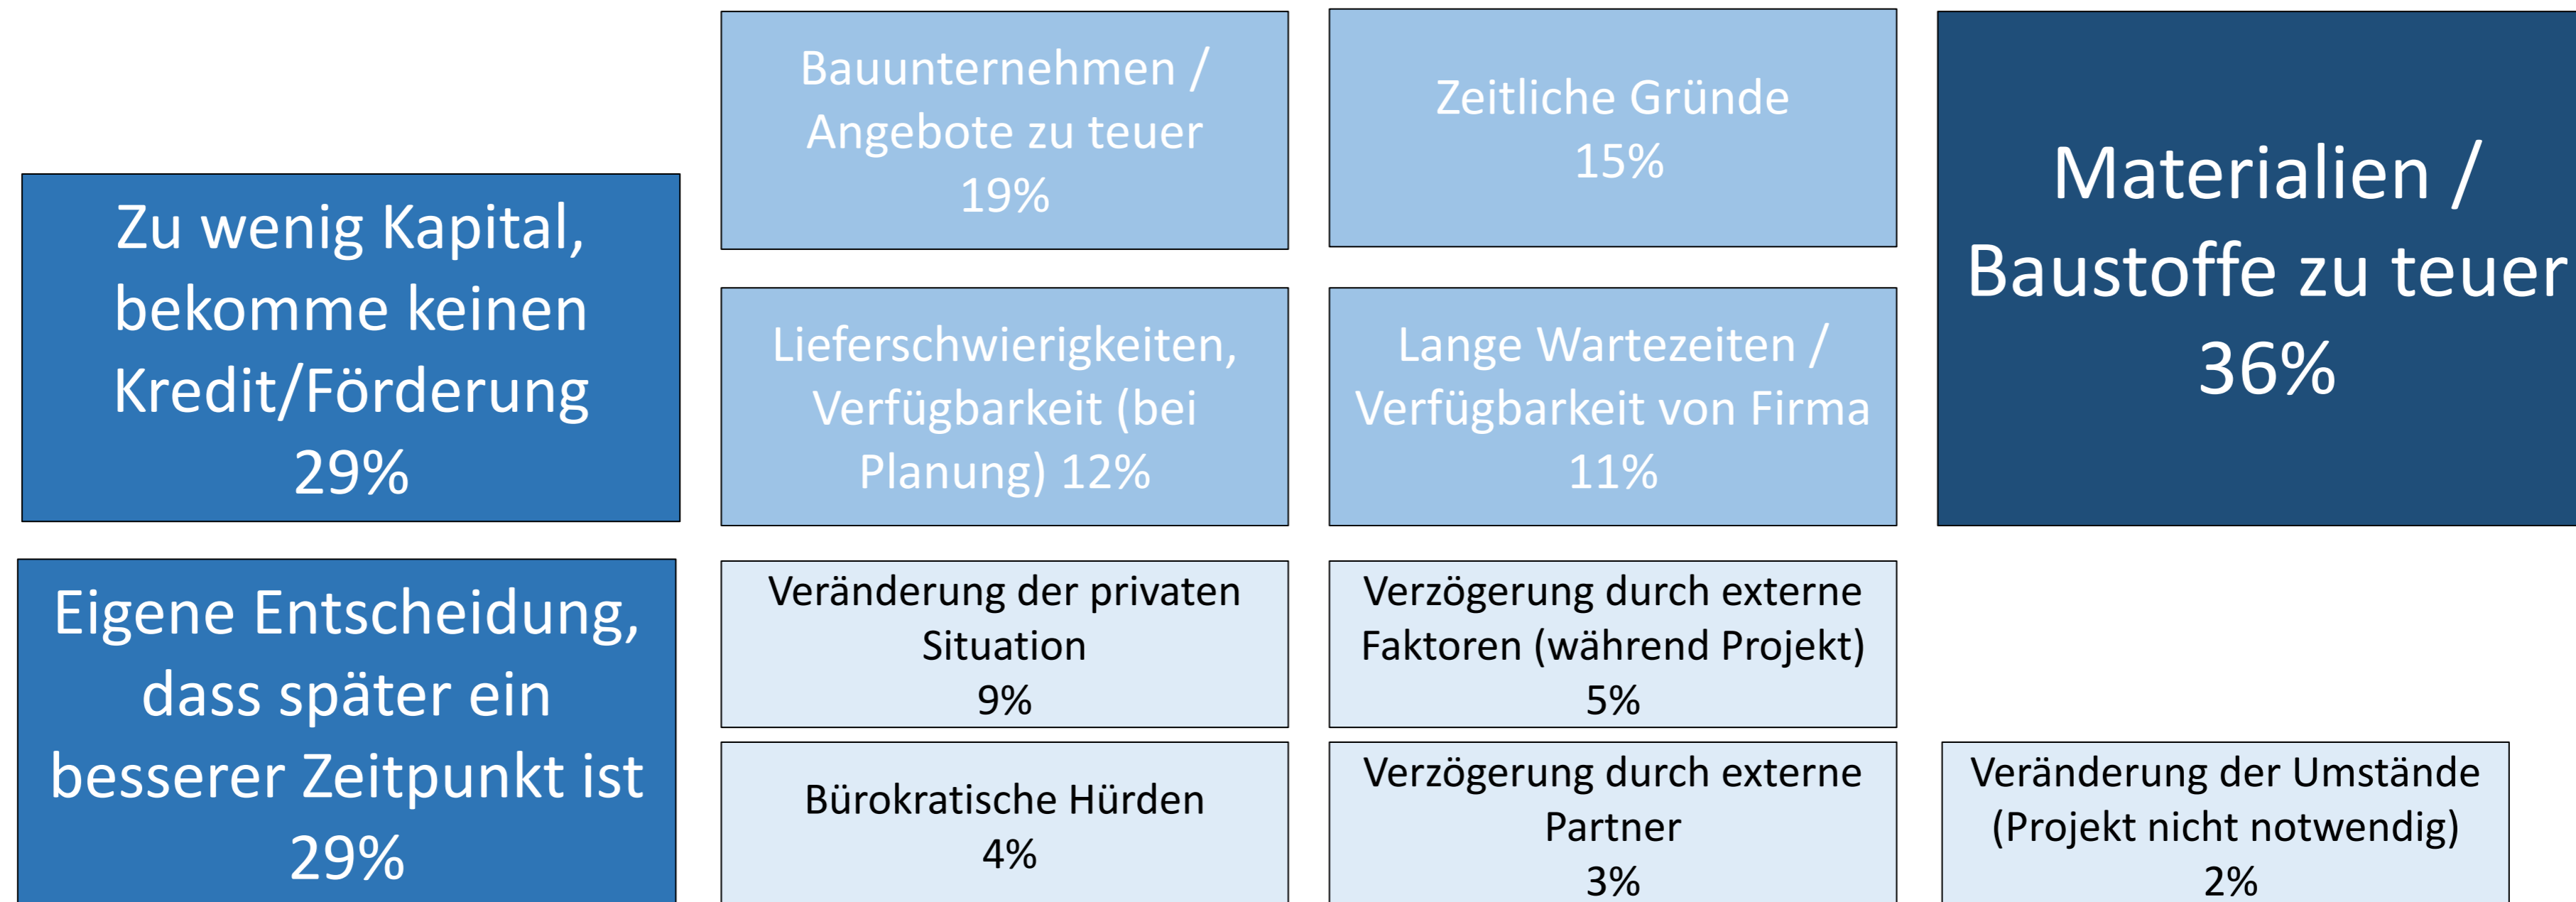 Bauunternehmen /
Angebote zu teuer
19%
Zeitliche Gründe
15%
Materialien /
Baustoffe zu teuer
36%
Zu wenig Kapital,
bekomme keinen
Kredit/Förderung
29%
Lieferschwierigkeiten,
Verfügbarkeit (bei
Planung) 12%
Lange Wartezeiten /
Verfügbarkeit von Firma
11%
Eigene Entscheidung,
dass später ein
besserer Zeitpunkt ist
29%
Veränderung der privaten
Situation
9%
Verzögerung durch externe
Faktoren (während Projekt)
5%
Bürokratische Hürden
4%
Verzögerung durch externe
Partner
3%
Veränderung der Umstände
(Projekt nicht notwendig)
2%